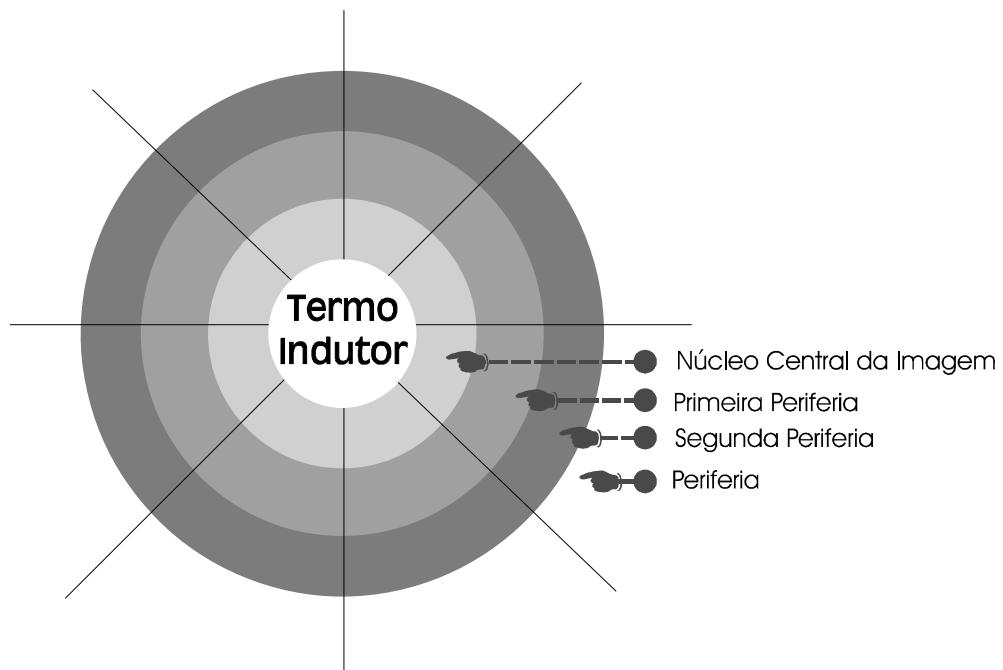 Termo
Indutor
Núcleo Central da Imagem
Primeira Periferia
Segunda Periferia
Periferia